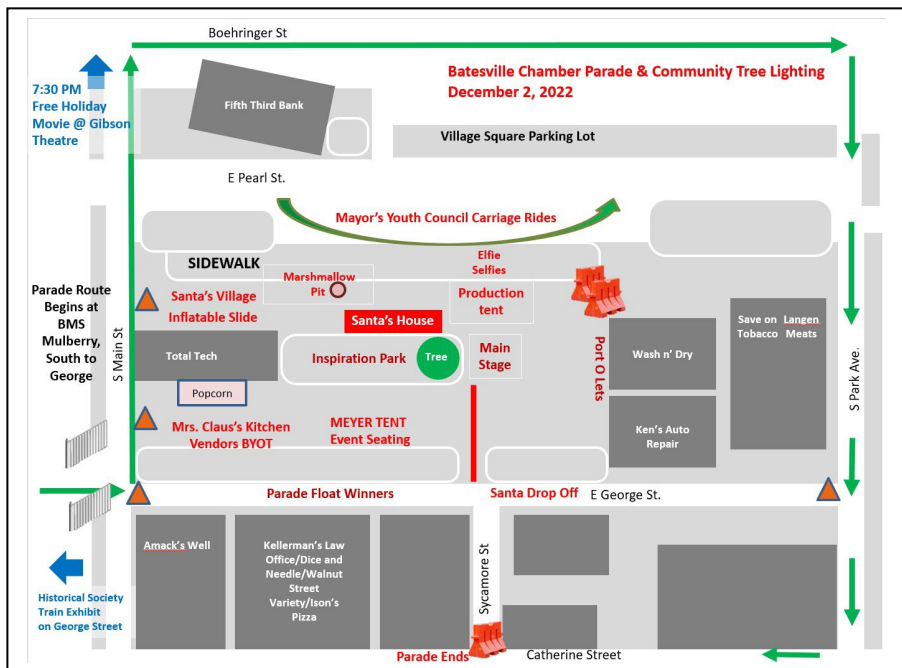 Boehringer St
7:30 PM
Free Holiday
Movie @ Gibson
Theatre
Fifth Third Bank
Batesville Chamber Parade & Community Tree Lighting
December 2, 2022
Village Square Parking Lot
E Pearl St.
Mayor's Youth Council Carriage Rides
SIDEWALK
Elfie
Selfies
Marshmallow
Pit
Parade Route
Begins at
BMS
Mulberry,
South to
George
S Main St
Santa's Village
Inflatable Slide
Production
tent
Santa's House
Save on
Tobacco
Langen
Meats
Total Tech
Inspiration Park
Tree
Main
Stage
Port O Lets
Wash n' Dry
S Park Ave.
Popcorn
Mrs. Claus's Kitchen
Vendors BYOT
MEYER TENT
Event Seating
Ken's Auto
Repair
Parade Float Winners
Santa Drop Off
E George St.
Amack's Well
Kellerman's Law
Office/Dice and
Needle/Walnut
Street
Variety/Ison's
Pizza
Sycamore St
Historical Society
Train Exhibit
on George Street
Parade Ends
Catherine Street